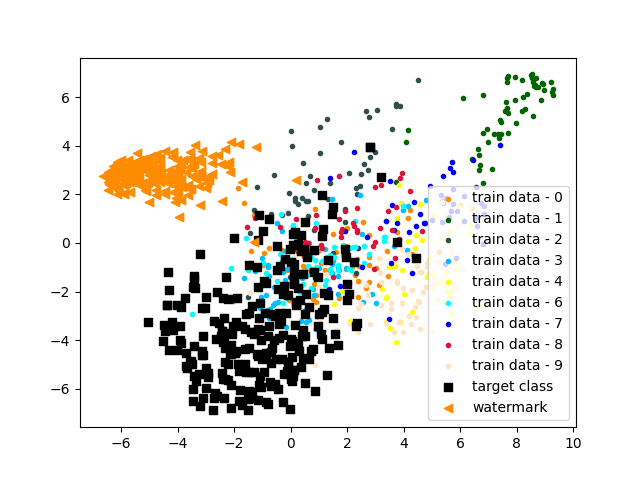 6
4
2
0
−2
−4
−6
−6
−4
−2
0
2
4
6
8
10
train data - 0
train data - 1
train data - 2
train data - 3
train data - 4
train data - 6
train data - 7
train data - 8
train data - 9
target class
watermark